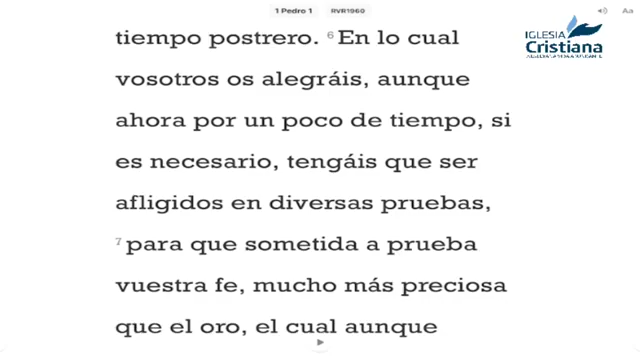 1 Pedro 1 RVR1960
Aa
IGLESIA
Cristiana
tiempo postrero. 6 En lo cual
vosotros os alegráis, aunque
ahora por un poco de tiempo, si
es necesario, tengáis que ser
afligidos en diversas pruebas,
7 para que sometida a prueba
vuestra fe, mucho más preciosa
que el oro, el cual aunque